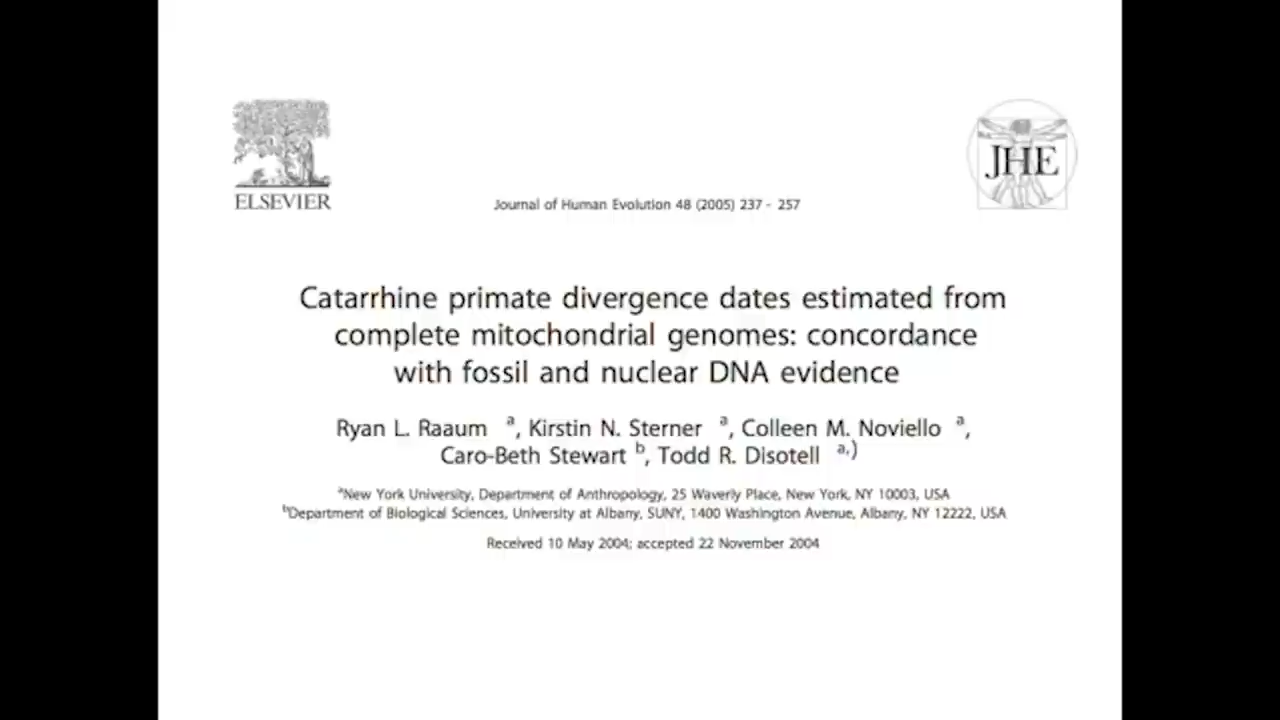 ELSEVIER
JHE
Journal of Human Evolution 48 (2005) 237 - 257
Catarrhine primate divergence dates estimated from
complete mitochondrial genomes: concordance
with fossil and nuclear DNA evidence
Ryan L. Raaum a, Kirstin N. Sterner a, Colleen M. Noviello a,
Caro-Beth Stewart b, Todd R. Disotell a,)
aNew York University, Department of Anthropology, 25 Waverly Place, New York, NY 10003, USA
bDepartment of Biological Sciences, University at Albany, SUNY, 1400 Washington Avenue, Albany, NY 12222, USA
Received 10 May 2004; accepted 22 November 2004